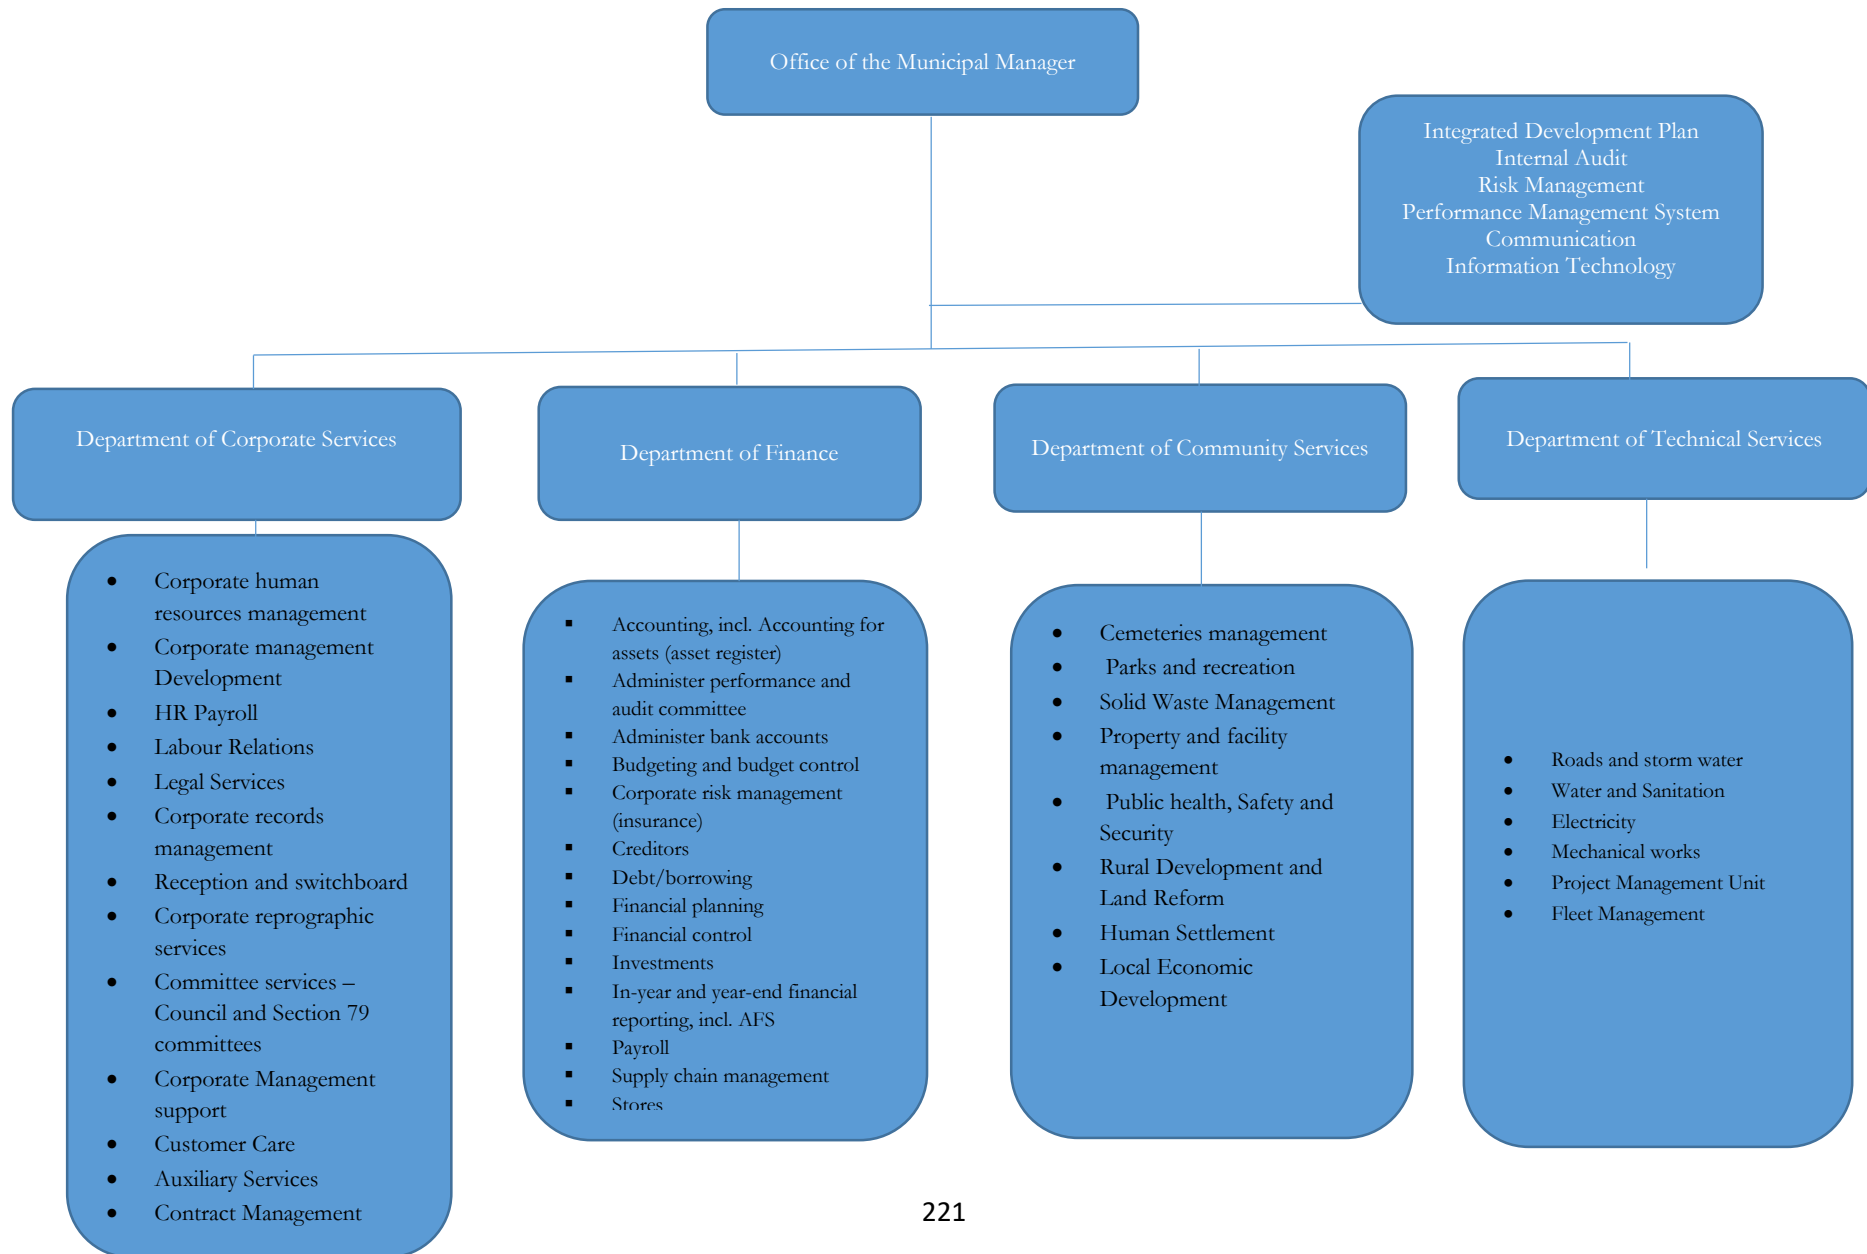 Office of the Municipal Manager
Integrated Development Plan
Internal Audit
Risk Management
Performance Management System
Communication
Information Technology
Department of Corporate Services
Department of Finance
Department of Community Services
Department of Technical Services
• Corporate human
resources management
• Corporate management
Development
• HR Payroll
• Labour Relations
• Legal Services
• Corporate records
management
• Reception and switchboard
• Corporate reprographic
services
• Committee services –
Council and Section 79
committees
• Corporate Management
support
• Customer Care
• Auxiliary Services
• Contract Management
▪ Accounting, incl. Accounting for
assets (asset register)
▪ Administer performance and
audit committee
▪ Administer bank accounts
▪ Budgeting and budget control
▪ Corporate risk management
(insurance)
▪ Creditors
▪ Debt/borrowing
▪ Financial planning
▪ Financial control
▪ Investments
▪ In-year and year-end financial
reporting, incl. AFS
▪ Payroll
▪ Supply chain management
▪ Stores
• Cemeteries management
• Parks and recreation
• Solid Waste Management
• Property and facility
management
• Public health, Safety and
Security
• Rural Development and
Land Reform
• Human Settlement
• Local Economic
Development
• Roads and storm water
• Water and Sanitation
• Electricity
• Mechanical works
• Project Management Unit
• Fleet Management
221